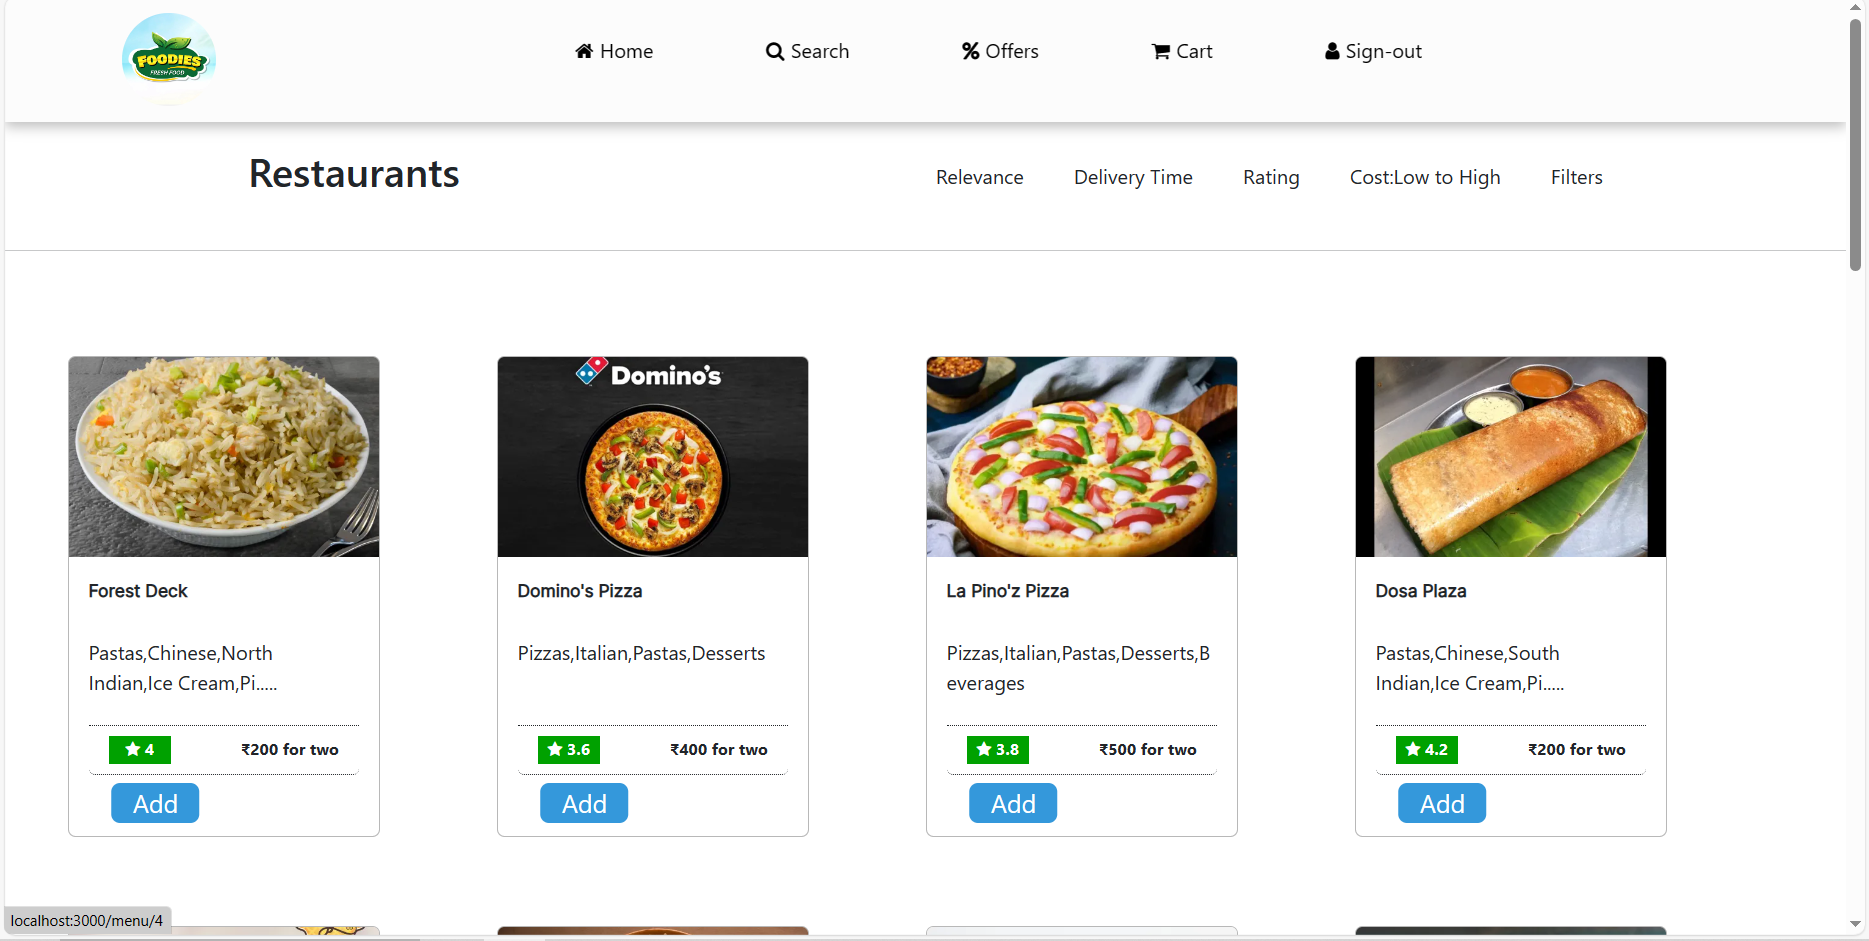 FOODIES
FRESH FOOD
Home
Search
Offers
Cart
Sign-out
Restaurants
Relevance
Delivery Time
Rating
Cost:Low to High
Filters
Domino's
Forest Deck
Pastas,Chinese,North
Indian,Ice Cream,Pi.....
4
₹200 for two
Add
Domino's Pizza
Pizzas,Italian,Pastas,Desserts
3.6
₹400 for two
Add
La Pino'z Pizza
Pizzas,Italian,Pastas,Desserts,B
everages
3.8
₹500 for two
Add
Dosa Plaza
Pastas,Chinese,South
Indian,Ice Cream,Pi.....
4.2
₹200 for two
Add
localhost:3000/menu/4